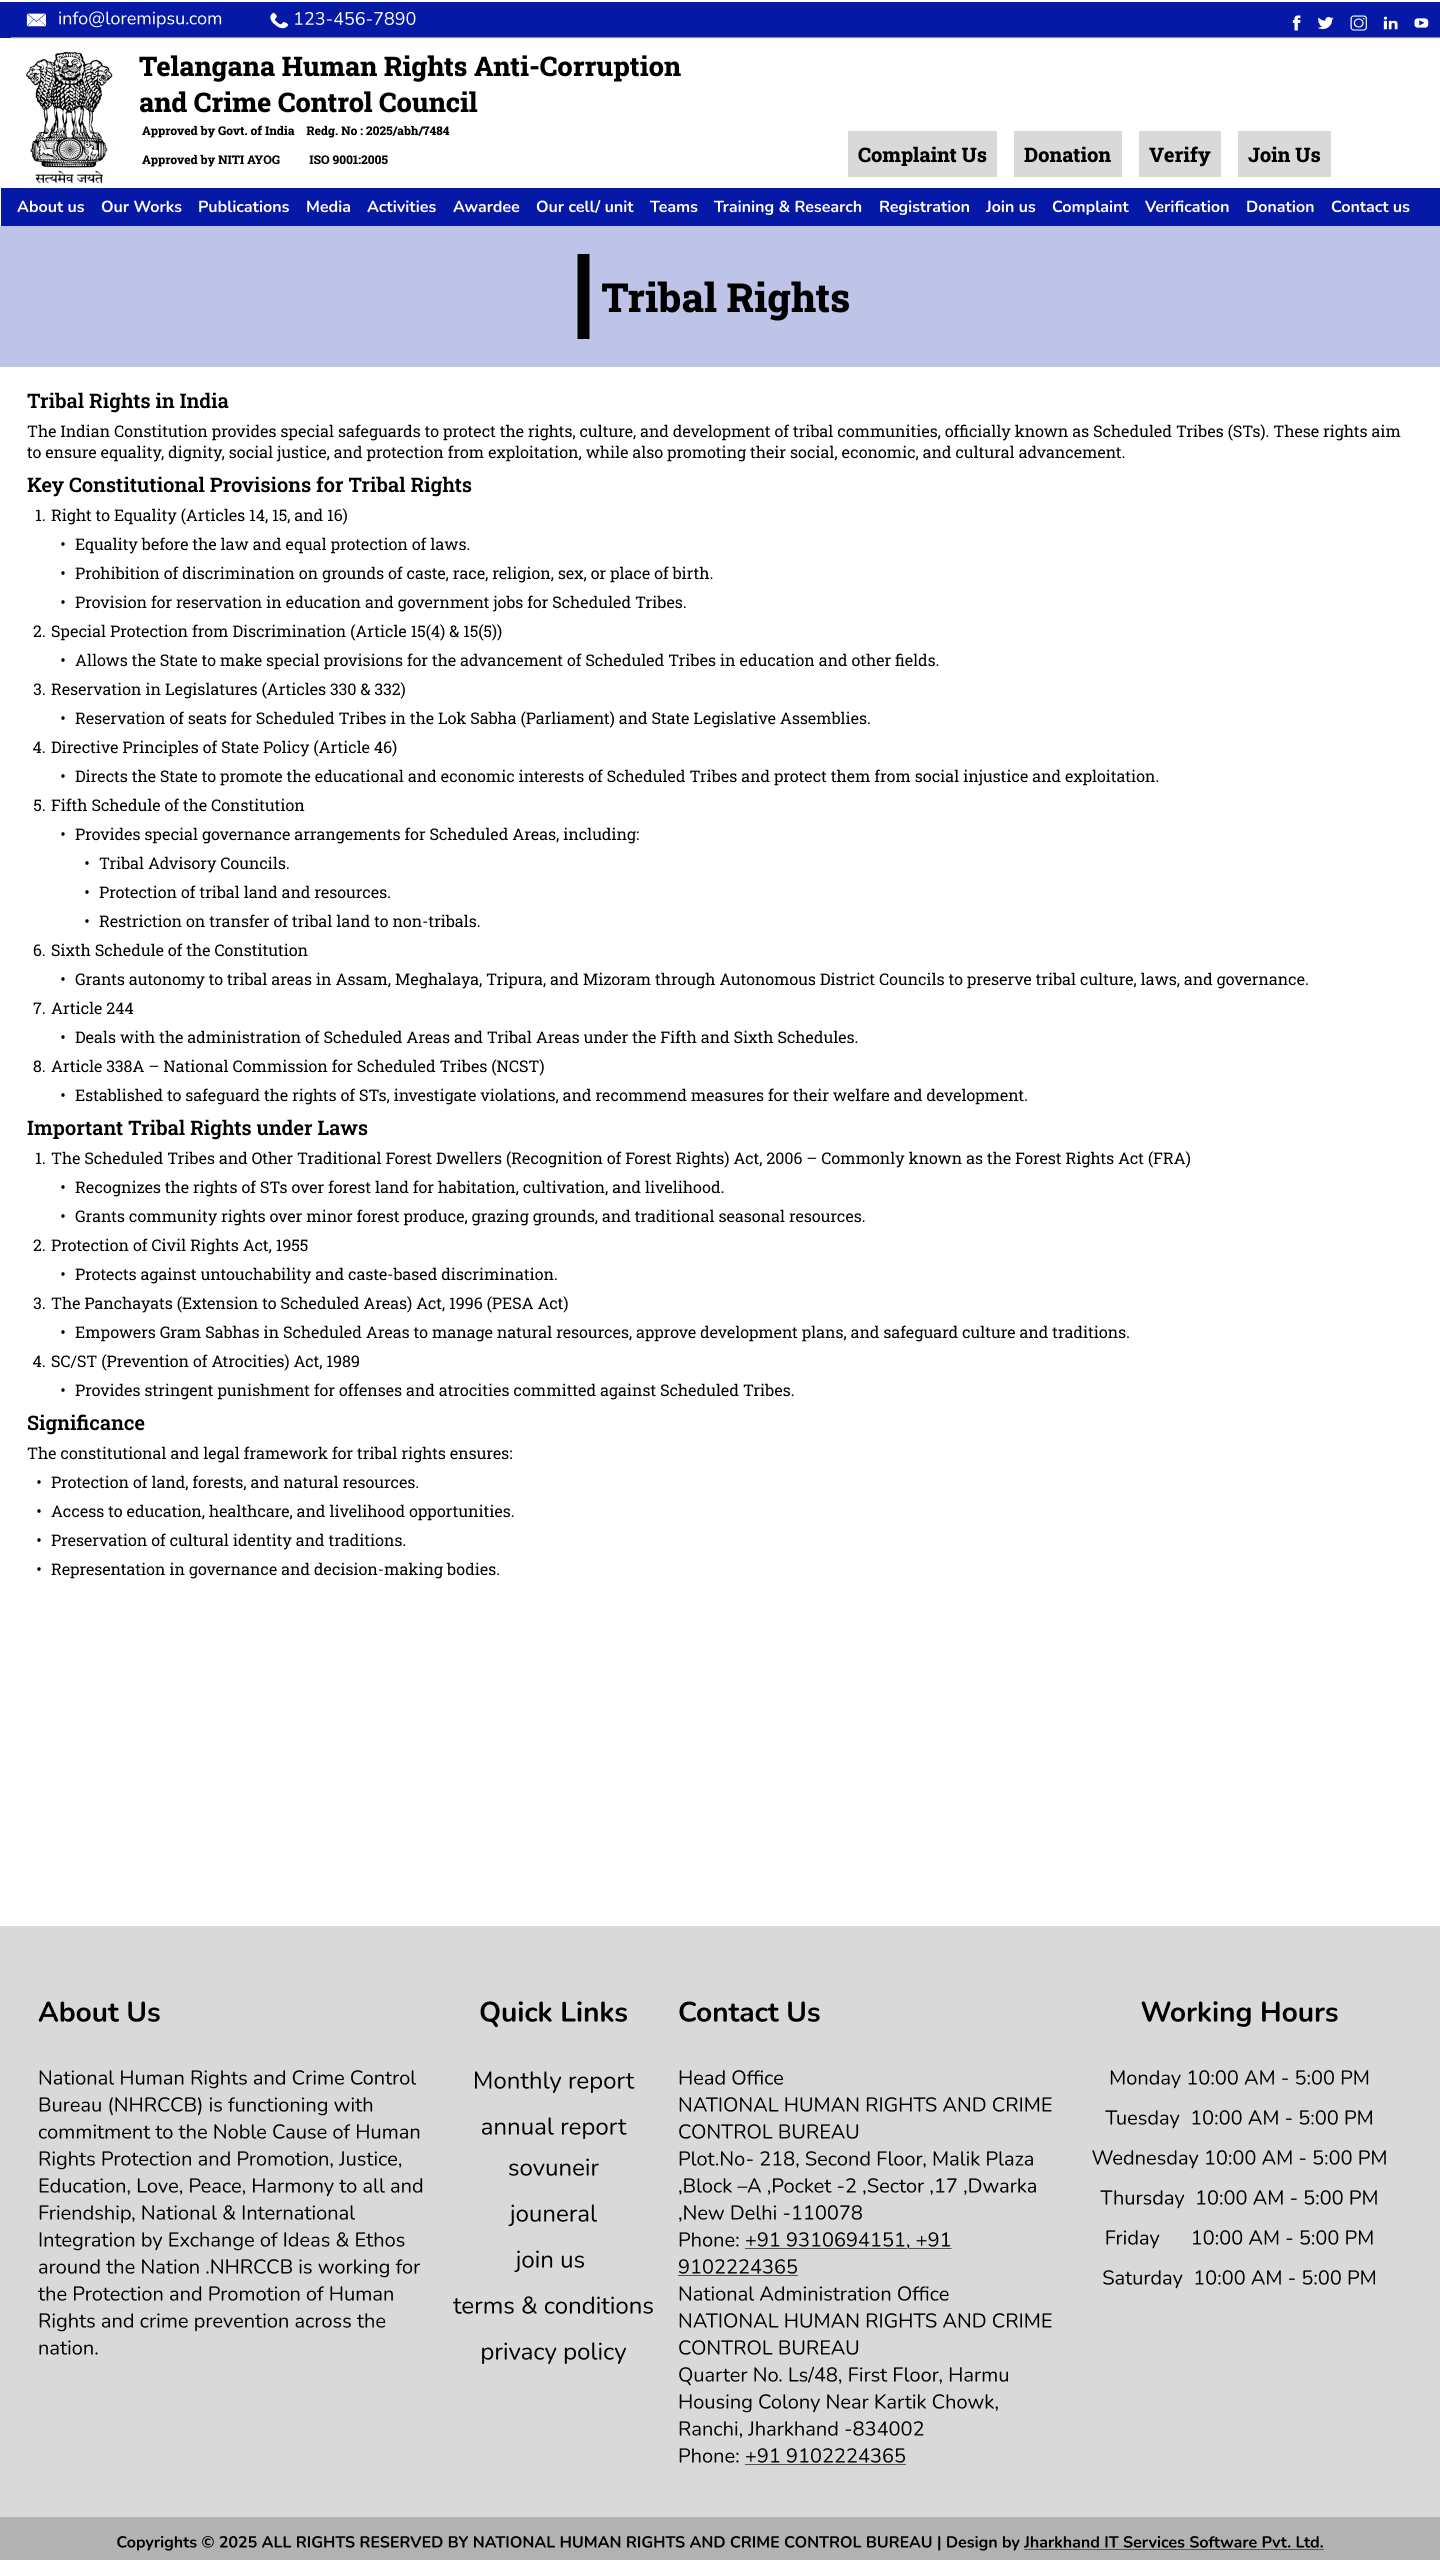 info@loremipsu.com 123-456-7890
Telangana Human Rights Anti-Corruption
and Crime Control Council
Approved by Govt. of India Redg. No : 2025/abh/7484
Approved by NITI AYOG ISO 9001:2005
सत्यमेव जयते
Complaint Us Donation Verify Join Us
About us Our Works Publications Media Activities Awardee Our cell/ unit Teams Training & Research Registration Join us Complaint Verification Donation Contact us
Tribal Rights
Tribal Rights in India
The Indian Constitution provides special safeguards to protect the rights, culture, and development of tribal communities, officially known as Scheduled Tribes (STs). These rights aim
to ensure equality, dignity, social justice, and protection from exploitation, while also promoting their social, economic, and cultural advancement.
Key Constitutional Provisions for Tribal Rights
1. Right to Equality (Articles 14, 15, and 16)
• Equality before the law and equal protection of laws.
• Prohibition of discrimination on grounds of caste, race, religion, sex, or place of birth.
• Provision for reservation in education and government jobs for Scheduled Tribes.
2. Special Protection from Discrimination (Article 15(4) & 15(5))
• Allows the State to make special provisions for the advancement of Scheduled Tribes in education and other fields.
3. Reservation in Legislatures (Articles 330 & 332)
• Reservation of seats for Scheduled Tribes in the Lok Sabha (Parliament) and State Legislative Assemblies.
4. Directive Principles of State Policy (Article 46)
• Directs the State to promote the educational and economic interests of Scheduled Tribes and protect them from social injustice and exploitation.
5. Fifth Schedule of the Constitution
• Provides special governance arrangements for Scheduled Areas, including:
• Tribal Advisory Councils.
• Protection of tribal land and resources.
• Restriction on transfer of tribal land to non-tribals.
6. Sixth Schedule of the Constitution
• Grants autonomy to tribal areas in Assam, Meghalaya, Tripura, and Mizoram through Autonomous District Councils to preserve tribal culture, laws, and governance.
7. Article 244
• Deals with the administration of Scheduled Areas and Tribal Areas under the Fifth and Sixth Schedules.
8. Article 338A – National Commission for Scheduled Tribes (NCST)
• Established to safeguard the rights of STs, investigate violations, and recommend measures for their welfare and development.
Important Tribal Rights under Laws
1. The Scheduled Tribes and Other Traditional Forest Dwellers (Recognition of Forest Rights) Act, 2006 – Commonly known as the Forest Rights Act (FRA)
• Recognizes the rights of STs over forest land for habitation, cultivation, and livelihood.
• Grants community rights over minor forest produce, grazing grounds, and traditional seasonal resources.
2. Protection of Civil Rights Act, 1955
• Protects against untouchability and caste-based discrimination.
3. The Panchayats (Extension to Scheduled Areas) Act, 1996 (PESA Act)
• Empowers Gram Sabhas in Scheduled Areas to manage natural resources, approve development plans, and safeguard culture and traditions.
4. SC/ST (Prevention of Atrocities) Act, 1989
• Provides stringent punishment for offenses and atrocities committed against Scheduled Tribes.
Significance
The constitutional and legal framework for tribal rights ensures:
• Protection of land, forests, and natural resources.
• Access to education, healthcare, and livelihood opportunities.
• Preservation of cultural identity and traditions.
• Representation in governance and decision-making bodies.
About Us
National Human Rights and Crime Control
Bureau (NHRCCB) is functioning with
commitment to the Noble Cause of Human
Rights Protection and Promotion, Justice,
Education, Love, Peace, Harmony to all and
Friendship, National & International
Integration by Exchange of Ideas & Ethos
around the Nation .NHRCCB is working for
the Protection and Promotion of Human
Rights and crime prevention across the
nation.
Quick Links
Monthly report
annual report
sovuneir
jouneral
join us
terms & conditions
privacy policy
Contact Us
Head Office
NATIONAL HUMAN RIGHTS AND CRIME
CONTROL BUREAU
Plot.No- 218, Second Floor, Malik Plaza
,Block –A ,Pocket -2 ,Sector ,17 ,Dwarka
,New Delhi -110078
Phone: +91 9310694151, +91
9102224365
National Administration Office
NATIONAL HUMAN RIGHTS AND CRIME
CONTROL BUREAU
Quarter No. Ls/48, First Floor, Harmu
Housing Colony Near Kartik Chowk,
Ranchi, Jharkhand -834002
Phone: +91 9102224365
Working Hours
Monday 10:00 AM - 5:00 PM
Tuesday 10:00 AM - 5:00 PM
Wednesday 10:00 AM - 5:00 PM
Thursday 10:00 AM - 5:00 PM
Friday 10:00 AM - 5:00 PM
Saturday 10:00 AM - 5:00 PM
Copyrights © 2025 ALL RIGHTS RESERVED BY NATIONAL HUMAN RIGHTS AND CRIME CONTROL BUREAU | Design by Jharkhand IT Services Software Pvt. Ltd.